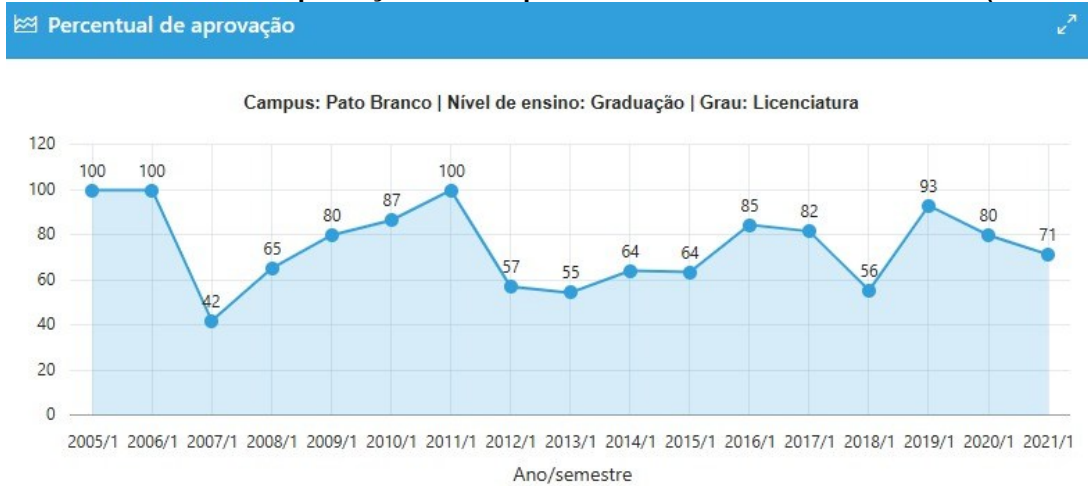 Percentual de aprovação
Campus: Pato Branco | Nível de ensino: Graduação | Grau: Licenciatura
120
100
80
60
40
20
0
100 100 42 65 80 87 100 57 55 64 64 85 82 56 93 80 71
2005/1 2006/1 2007/1 2008/1 2009/1 2010/1 2011/1 2012/1 2013/1 2014/1 2015/1 2016/1 2017/1 2018/1 2019/1 2020/1 2021/1
Ano/semestre